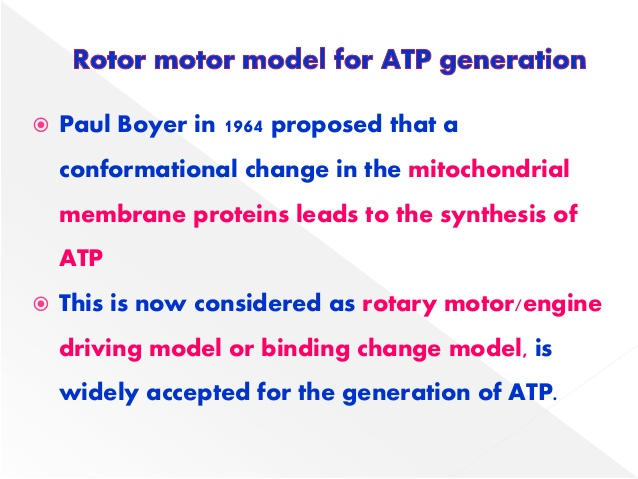 Rotor motor model for ATP generation
Paul Boyer in 1964 proposed that a
conformational change in the mitochondrial
membrane proteins leads to the synthesis of
ATP
This is now considered as rotary motor/engine
driving model or binding change model, is
widely accepted for the generation of ATP.